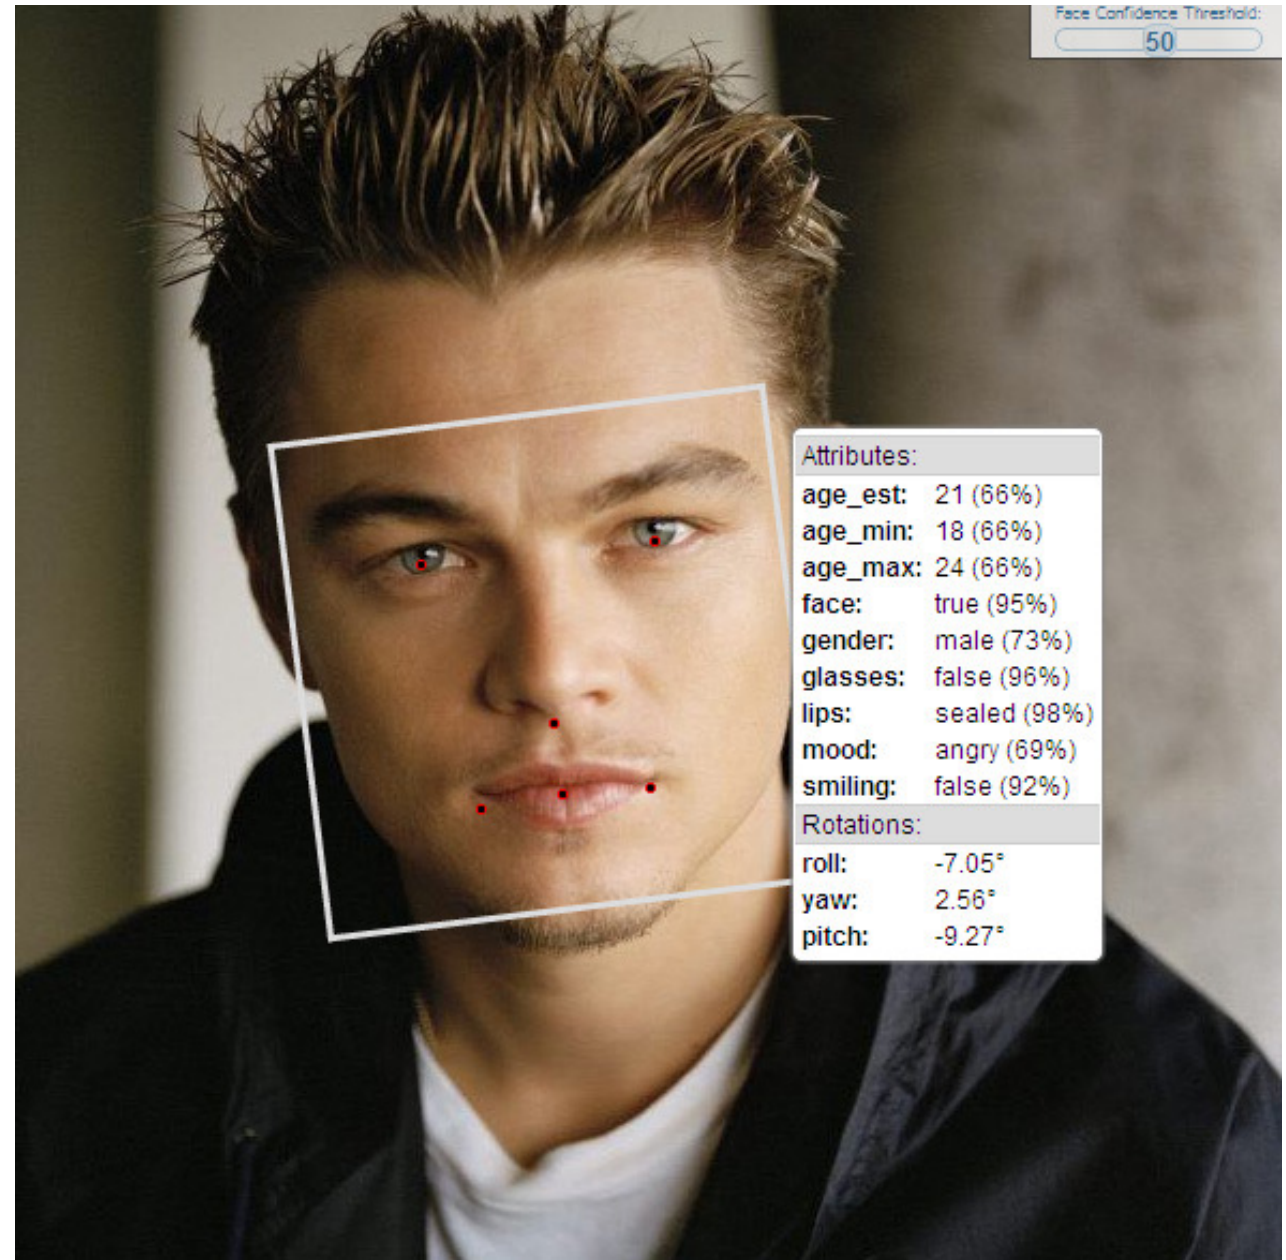 Face Confidence Threshold:
50
Attributes:
age_est: 21 (66%)
age_min: 18 (66%)
age_max: 24 (66%)
face: true (95%)
gender: male (73%)
glasses: false (96%)
lips: sealed (98%)
mood: angry (69%)
smiling: false (92%)
Rotations:
roll: -7.05°
yaw: 2.56°
pitch: -9.27°